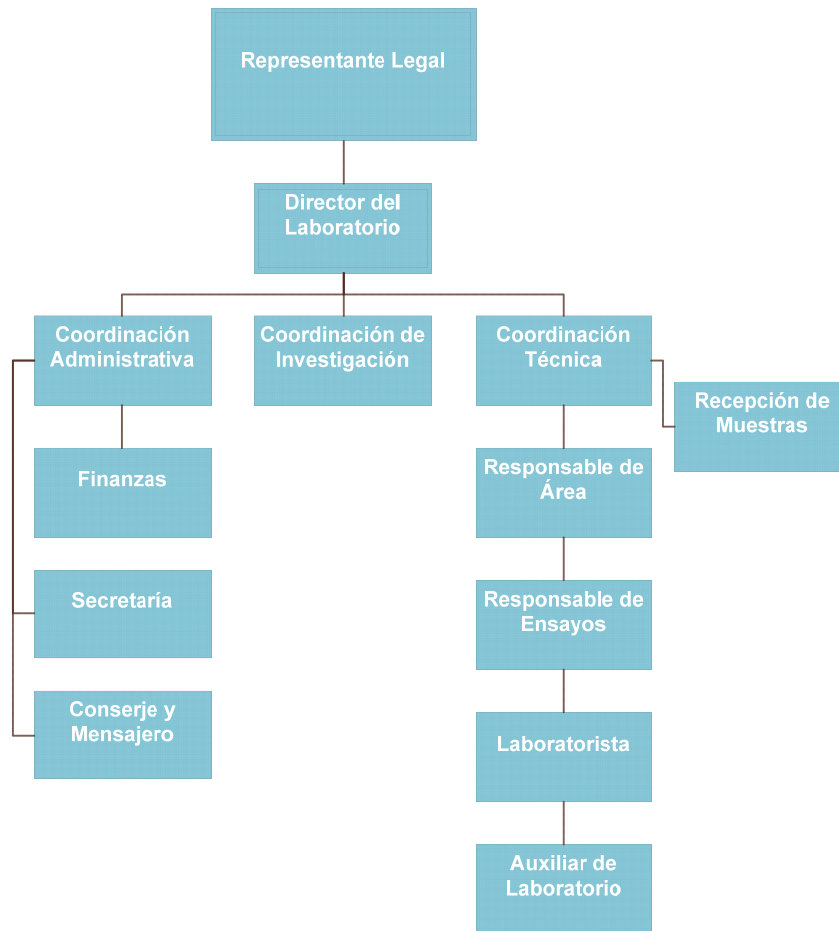 Representante Legal
Director del
Laboratorio
Coordinación
Administrativa
Coordinación de
Investigación
Coordinación
Técnica
Recepción de
Muestras
Finanzas
Responsable de
Área
Secretaría
Responsable de
Ensayos
Conserje y
Mensajero
Laboratorista
Auxiliar de
Laboratorio